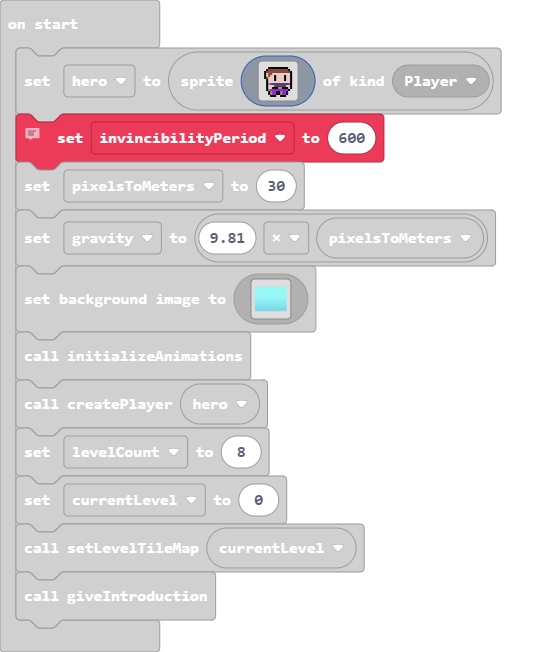 on start
set hero to sprite of kind Player
set invincibilityPeriod to 600
set pixelsToMeters to 30
set gravity to 9.81 × pixelsToMeters
set background image to
call initializeAnimations
call createPlayer hero
set levelCount to 8
set currentLevel to 0
call setLevelTileMap currentLevel
call giveIntroduction